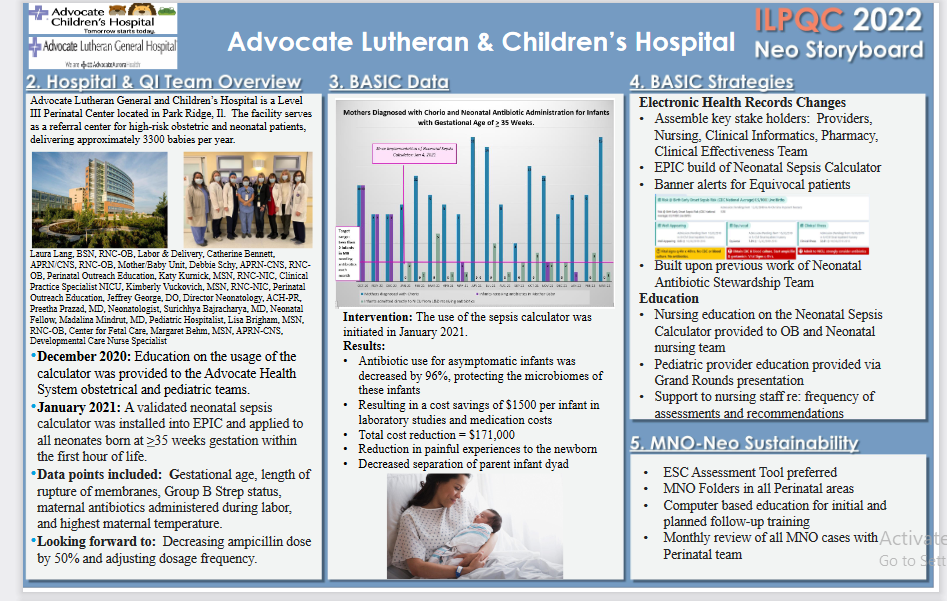 Advocate
Children's Hospital
Tomorrow starts today.
Advocate Lutheran General Hospital
We are AdvocateAuroraHealth
Advocate Lutheran & Children's Hospital
ILPQC 2022
Neo Storyboard
2. Hospital & QI Team Overview
Advocate Lutheran General and Children's Hospital is a Level
III Perinatal Center located in Park Ridge, Il. The facility serves
as a referral center for high-risk obstetric and neonatal patients,
delivering approximately 3300 babies per year.
Laura Lang, BSN, RNC-OB, Labor & Delivery, Catherine Bennett,
APRN/CNS, RNC-OB, Mother/Baby Unit, Debbie Schy, APRN-CNS, RNC-
OB, Perinatal Outreach Education, Katy Kumick, MSN, RNC-NIC, Clinical
Practice Specialist NICU, Kimberly Vuckovich, MSN, RNC-NIC, Perinatal
Outreach Education, Jeffrey George, DO, Director Neonatology, ACH-PR,
Preetha Prazad, MD, Neonatologist, Surichhya Bajracharya, MD, Neonatal
Fellow, Madalina Mindrut, MD, Pediatric Hospitalist, Lisa Brigham, MSN,
RNC-OB, Center for Fetal Care, Margaret Behm, MSN, APRN-CNS,
Developmental Care Nurse Specialist
•December 2020: Education on the usage of the
calculator was provided to the Advocate Health
System obstetrical and pediatric teams.
•January 2021: A validated neonatal sepsis
calculator was installed into EPIC and applied to
all neonates born at ≥35 weeks gestation within
the first hour of life.
•Data points included: Gestational age, length of
rupture of membranes, Group B Strep status,
maternal antibiotics administered during labor,
and highest maternal temperature.
•Looking forward to: Decreasing ampicillin dose
by 50% and adjusting dosage frequency.
3. BASIC Data
Mothers Diagnosed with Chorio and Neonatal Antibiotic Administration for Infants
with Gestational Age of ≥ 35 Weeks.
Calculator: Jan 4, 2021
Intervention: The use of the sepsis calculator was
initiated in January 2021.
Results:
• Antibiotic use for asymptomatic infants was
decreased by 96%, protecting the microbiomes of
these infants
• Resulting in a cost savings of $1500 per infant in
laboratory studies and medication costs
• Total cost reduction = $171,000
• Reduction in painful experiences to the newborn
• Decreased separation of parent infant dyad
4. BASIC Strategies
Electronic Health Records Changes
• Assemble key stake holders: Providers,
Nursing, Clinical Informatics, Pharmacy,
Clinical Effectiveness Team
• EPIC build of Neonatal Sepsis Calculator
• Banner alerts for Equivocal patients
• Built upon previous work of Neonatal
Antibiotic Stewardship Team
Education
• Nursing education on the Neonatal Sepsis
Calculator provided to OB and Neonatal
nursing team
• Pediatric provider education provided via
Grand Rounds presentation
• Support to nursing staff re: frequency of
assessments and recommendations
5. MNO-Neo Sustainability
• ESC Assessment Tool preferred
• MNO Folders in all Perinatal areas
• Computer based education for initial and
planned follow-up training
• Monthly review of all MNO cases with
Perinatal team
Activate
Go to Sett